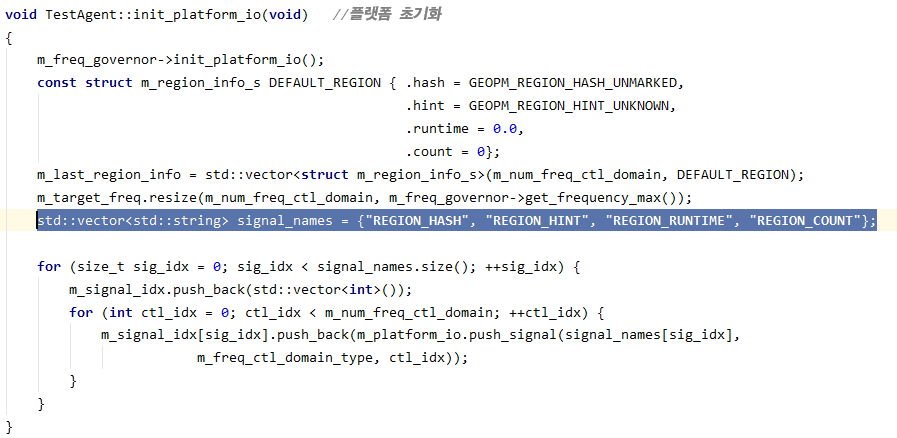 void TestAgent::init_platform_io(void)   //플랫폼 초기화
{
    m_freq_governor->init_platform_io();
    const struct m_region_info_s DEFAULT_REGION { .hash = GEOPM_REGION_HASH_UNMARKED,
                                                  .hint = GEOPM_REGION_HINT_UNKNOWN,
                                                  .runtime = 0.0,
                                                  .count = 0};
    m_last_region_info = std::vector<struct m_region_info_s>(m_num_freq_ctl_domain, DEFAULT_REGION);
    m_target_freq.resize(m_num_freq_ctl_domain, m_freq_governor->get_frequency_max());
    std::vector<std::string> signal_names = {"REGION_HASH", "REGION_HINT", "REGION_RUNTIME", "REGION_COUNT"};

    for (size_t sig_idx = 0; sig_idx < signal_names.size(); ++sig_idx) {
        m_signal_idx.push_back(std::vector<int>());
        for (int ctl_idx = 0; ctl_idx < m_num_freq_ctl_domain; ++ctl_idx) {
            m_signal_idx[sig_idx].push_back(m_platform_io.push_signal(signal_names[sig_idx],
                        m_freq_ctl_domain_type, ctl_idx));
        }
    }
}